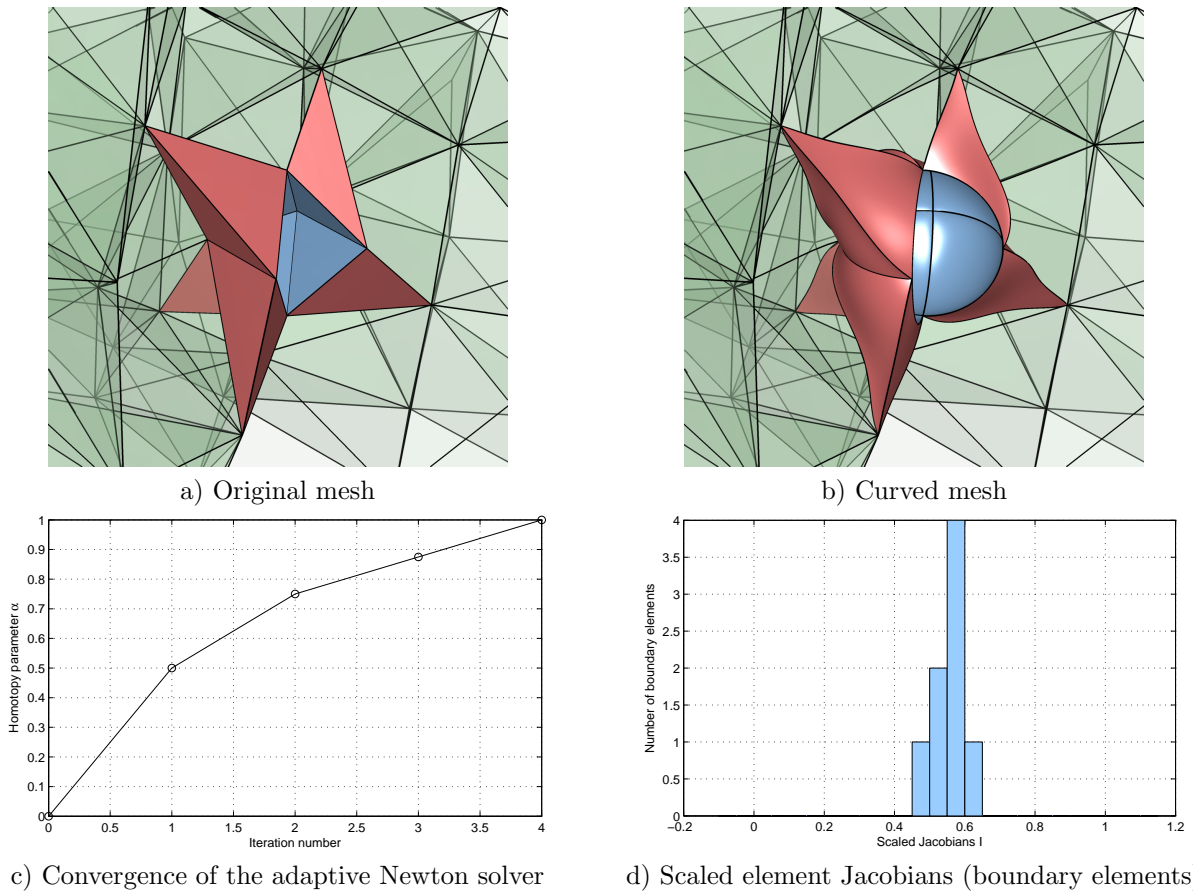 a) Original mesh
b) Curved mesh
1
0.9
0.8
0.7
0.6
0.5
0.4
0.3
0.2
0.1
0
Homotopy parameter α
0 0.5 1 1.5 2 2.5 3 3.5 4
Iteration number
c) Convergence of the adaptive Newton solver
4
3.5
3
2.5
2
1.5
1
0.5
0
Number of boundary elements
−0.2 0 0.2 0.4 0.6 0.8 1 1.2
Scaled Jacobians I
d) Scaled element Jacobians (boundary elements